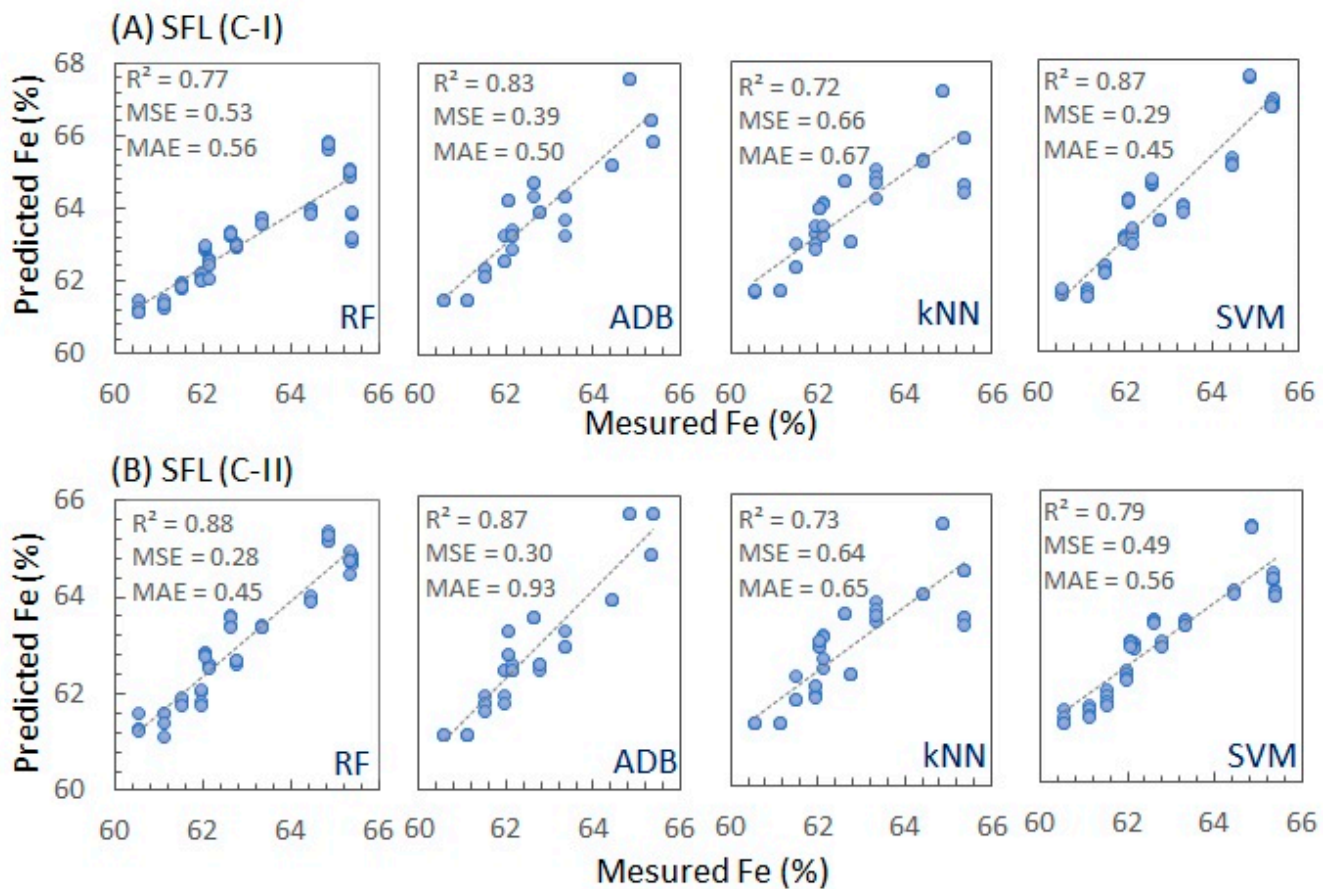 (A) SFL (C-I)
Predicted Fe (%)
68
66
64
62
60
R² = 0.77
MSE = 0.53
MAE = 0.56
RF
R² = 0.83
MSE = 0.39
MAE = 0.50
ADB
R² = 0.72
MSE = 0.66
MAE = 0.67
kNN
R² = 0.87
MSE = 0.29
MAE = 0.45
SVM
60 62 64 66
60 62 64 66
60 62 64 66
60 62 64 66
Mesured Fe (%)
(B) SFL (C-II)
Predicted Fe (%)
66
64
62
60
R² = 0.88
MSE = 0.28
MAE = 0.45
RF
R² = 0.87
MSE = 0.30
MAE = 0.93
ADB
R² = 0.73
MSE = 0.64
MAE = 0.65
kNN
R² = 0.79
MSE = 0.49
MAE = 0.56
SVM
60 62 64 66
60 62 64 66
60 62 64 66
60 62 64 66
Mesured Fe (%)